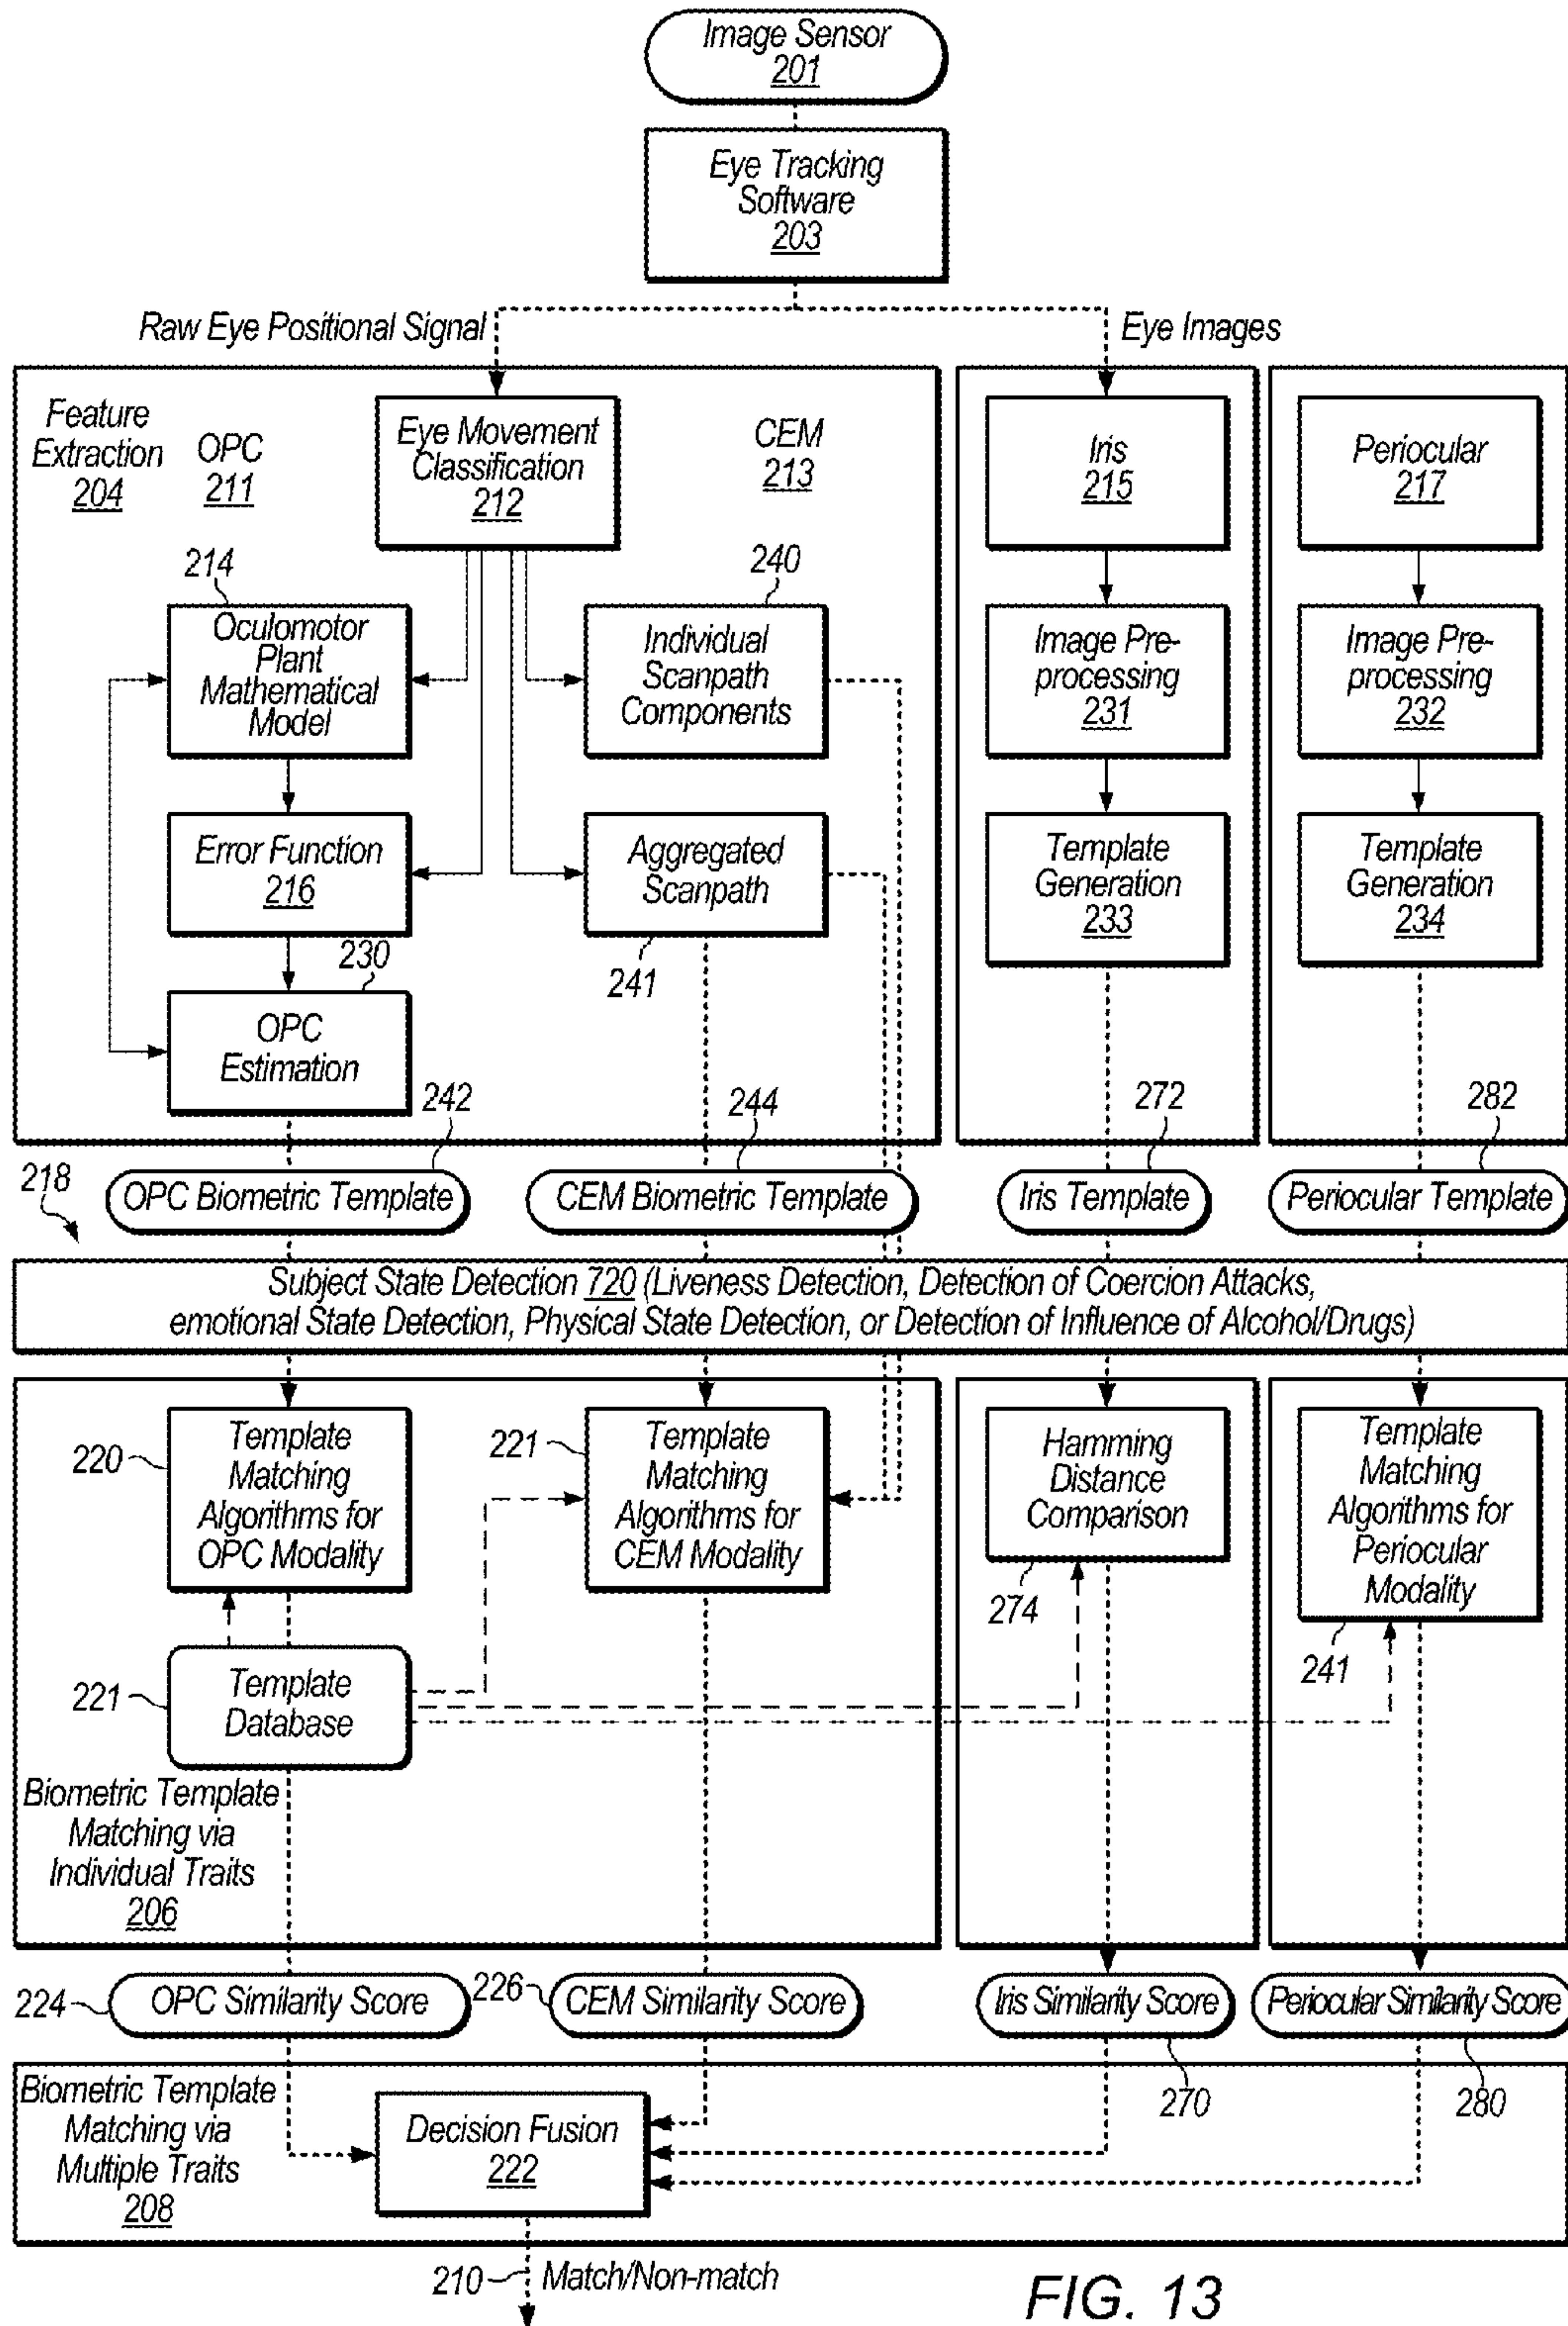 Image Sensor
201
Eye Tracking
Software
203
Raw Eye Positional Signal
Eye Images
Feature
Extraction
204
OPC
211
Eye Movement
Classification
212
CEM
213
Iris
215
Periocular
217
214
240
Oculomotor
Plant
Mathematical
Model
Individual
Scanpath
Components
Image Pre-
processing
231
Image Pre-
processing
232
Error Function
216
Aggregated
Scanpath
Template
Generation
233
Template
Generation
234
230
241
OPC
Estimation
242
244
272
282
218
OPC Biometric Template
CEM Biometric Template
Iris Template
Periocular Template
Subject State Detection 720 (Liveness Detection, Detection of Coercion Attacks,
emotional State Detection, Physical State Detection, or Detection of Influence of Alcohol/Drugs)
220
Template
Matching
Algorithms for
OPC Modality
221
Template
Matching
Algorithms for
CEM Modality
Hamming
Distance
Comparison
274
Template
Matching
Algorithms for
Periocular
Modality
241
221
Template
Database
Biometric Template
Matching via
Individual Traits
206
224
OPC Similarity Score
226
CEM Similarity Score
Iris Similarity Score
Periocular Similarity Score
270
280
Biometric Template
Matching via
Multiple Traits
208
Decision Fusion
222
210
Match/Non-match
FIG. 13